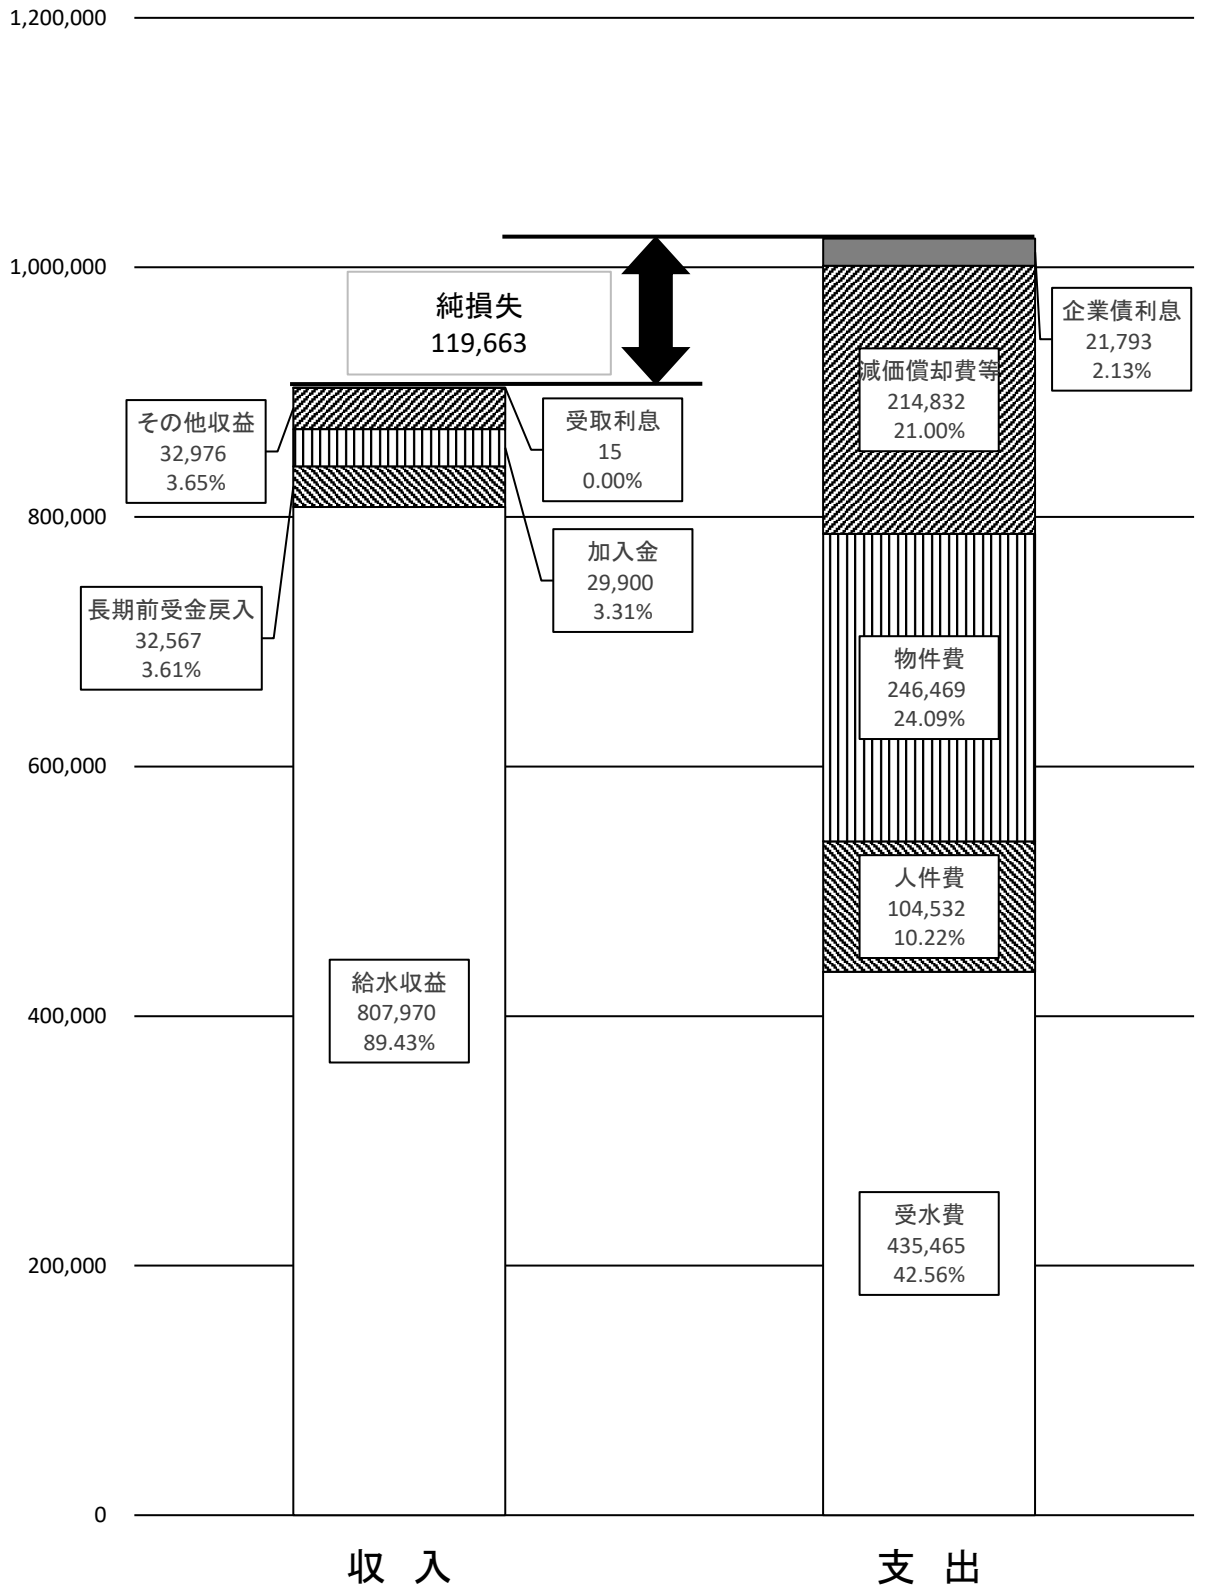 1,200,000
1,000,000
800,000
600,000
400,000
200,000
0
純損失
119,663
その他収益
32,976
3.65%
受取利息
15
0.00%
加入金
29,900
3.31%
長期前受金戻入
32,567
3.61%
給水収益
807,970
89.43%
企業債利息
21,793
2.13%
減価償却費等
214,832
21.00%
物件費
246,469
24.09%
人件費
104,532
10.22%
受水費
435,465
42.56%
収 入
支 出